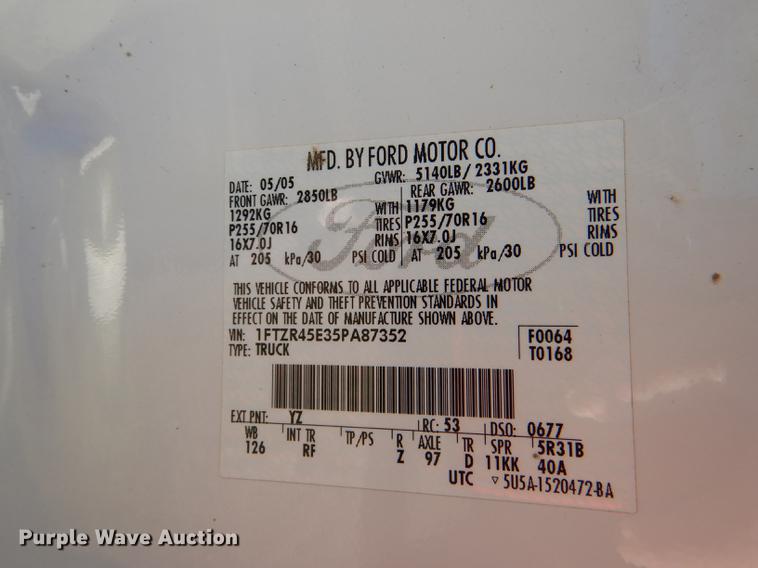 MFD. BY FORD MOTOR CO.
DATE: 05/05 GVWR: 5140LB/ 2331KG
FRONT GAWR: 2850LB REAR GAWR: 2600LB
1292KG WITH 1179KG WITH
P255/70R16 TIRES P255/70R16 TIRES
16X7.0J RIMS 16X7.0J RIMS
AT 205 kPa/30 PSI COLD AT 205 kPa/30 PSI COLD
Ford
THIS VEHICLE CONFORMS TO ALL APPLICABLE FEDERAL MOTOR
VEHICLE SAFETY AND THEFT PREVENTION STANDARDS IN
EFFECT ON THE DATE OF MANUFACTURE SHOWN ABOVE.
VIN: 1FTZR45E35PA87352 F0064
TYPE: TRUCK T0168
EXT PNT: YZ RC: 53 DSO: 0677
WB INT TR TP/PS R AXLE TR SPR 5R31B
126 RF Z 97 D 11KK 40A
UTC ▿ 5U5A-1520472-BA
Purple Wave Auction